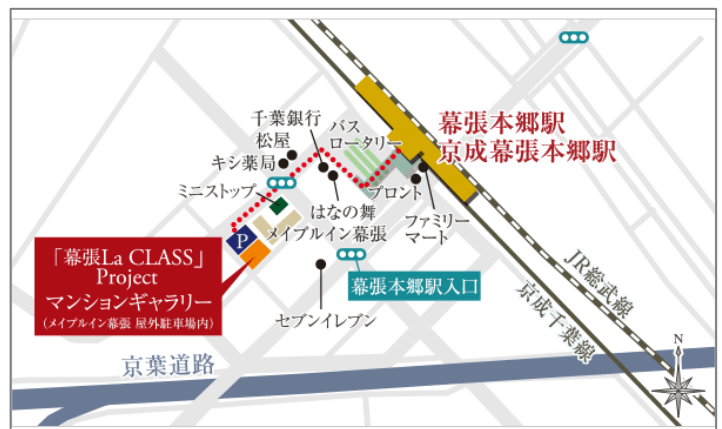 幕張本郷駅
京成幕張本郷駅
千葉銀行
バス
ロータリー
松屋
キシ薬局
ミニストップ
プロント
ファミリー
マート
はなの舞
メイプルイン幕張
P
「幕張La CLASS」
Project
マンションギャラリー
(メイプルイン幕張 屋外駐車場内)
幕張本郷駅入口
セブンイレブン
JR総武線
京成千葉線
京葉道路
N